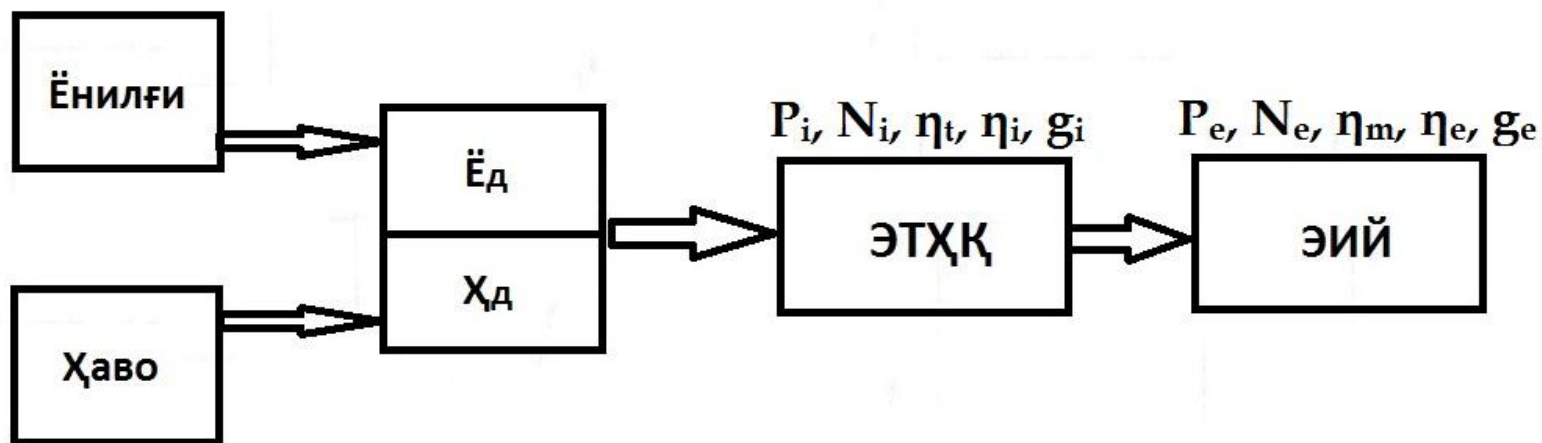 Ёнилғи
Ҳаво
Ёд
Ҳд
Pi, Ni, ηt, ηi, gi
ЭТҲҚ
Pe, Ne, ηm, ηe, ge
ЭИЙ